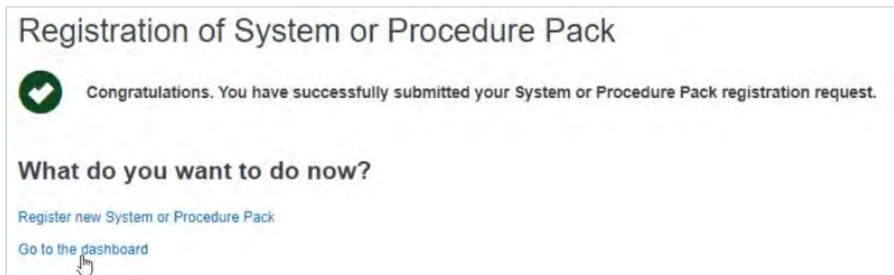 Registration of System or Procedure Pack
Congratulations. You have successfully submitted your System or Procedure Pack registration request.
What do you want to do now?
Register new System or Procedure Pack
Go to the dashboard